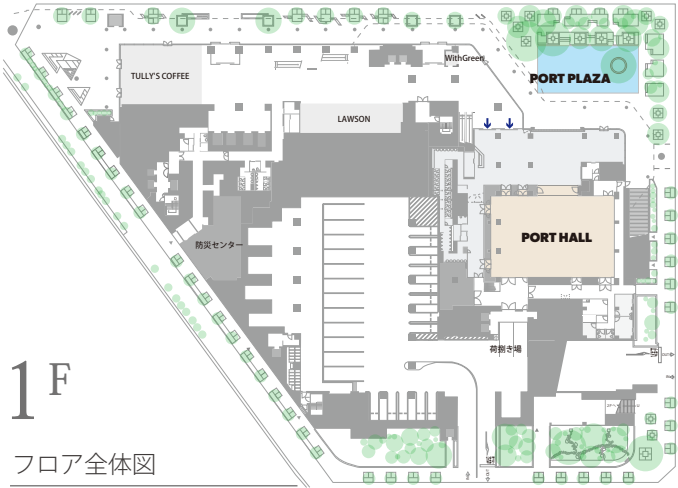 WithGreen
TULLY'S COFFEE
PORT PLAZA
LAWSON
PORT HALL
防災センター
荷捌き場
1F
フロア全体図